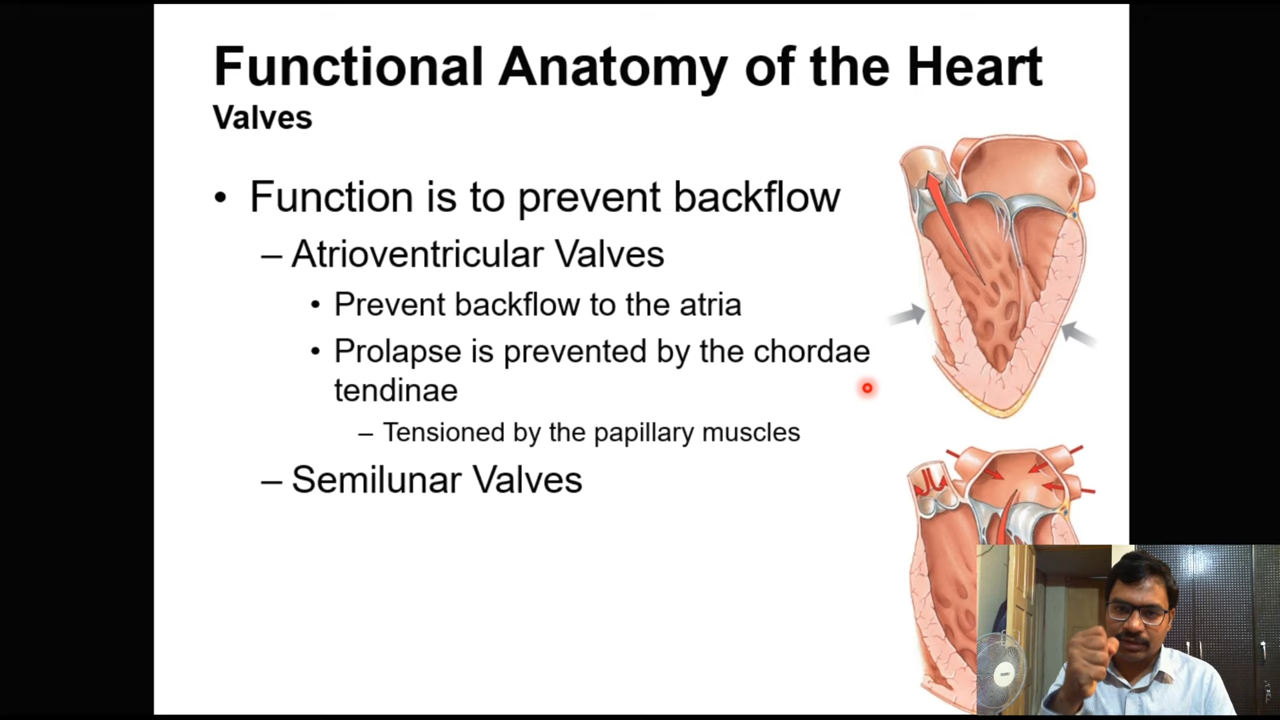 Functional Anatomy of the Heart
Valves
• Function is to prevent backflow
– Atrioventricular Valves
• Prevent backflow to the atria
• Prolapse is prevented by the chordae
tendinae
– Tensioned by the papillary muscles
– Semilunar Valves